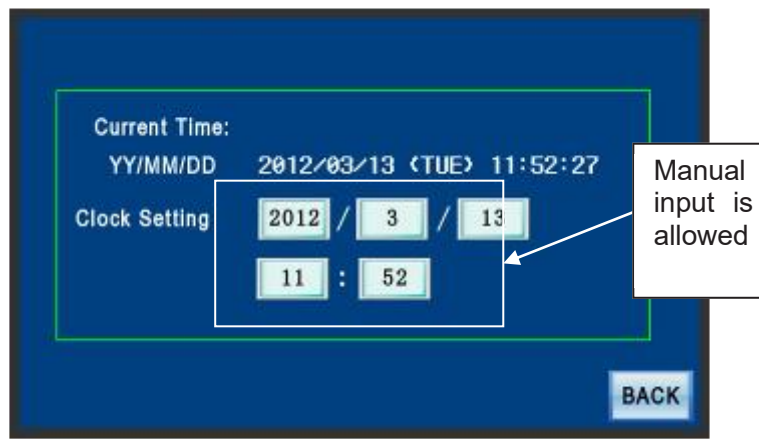 Current Time:
YY/MM/DD 2012/03/13 (TUE) 11:52:27
Clock Setting 2012 / 3 / 13
11 : 52
Manual
input is
allowed
BACK